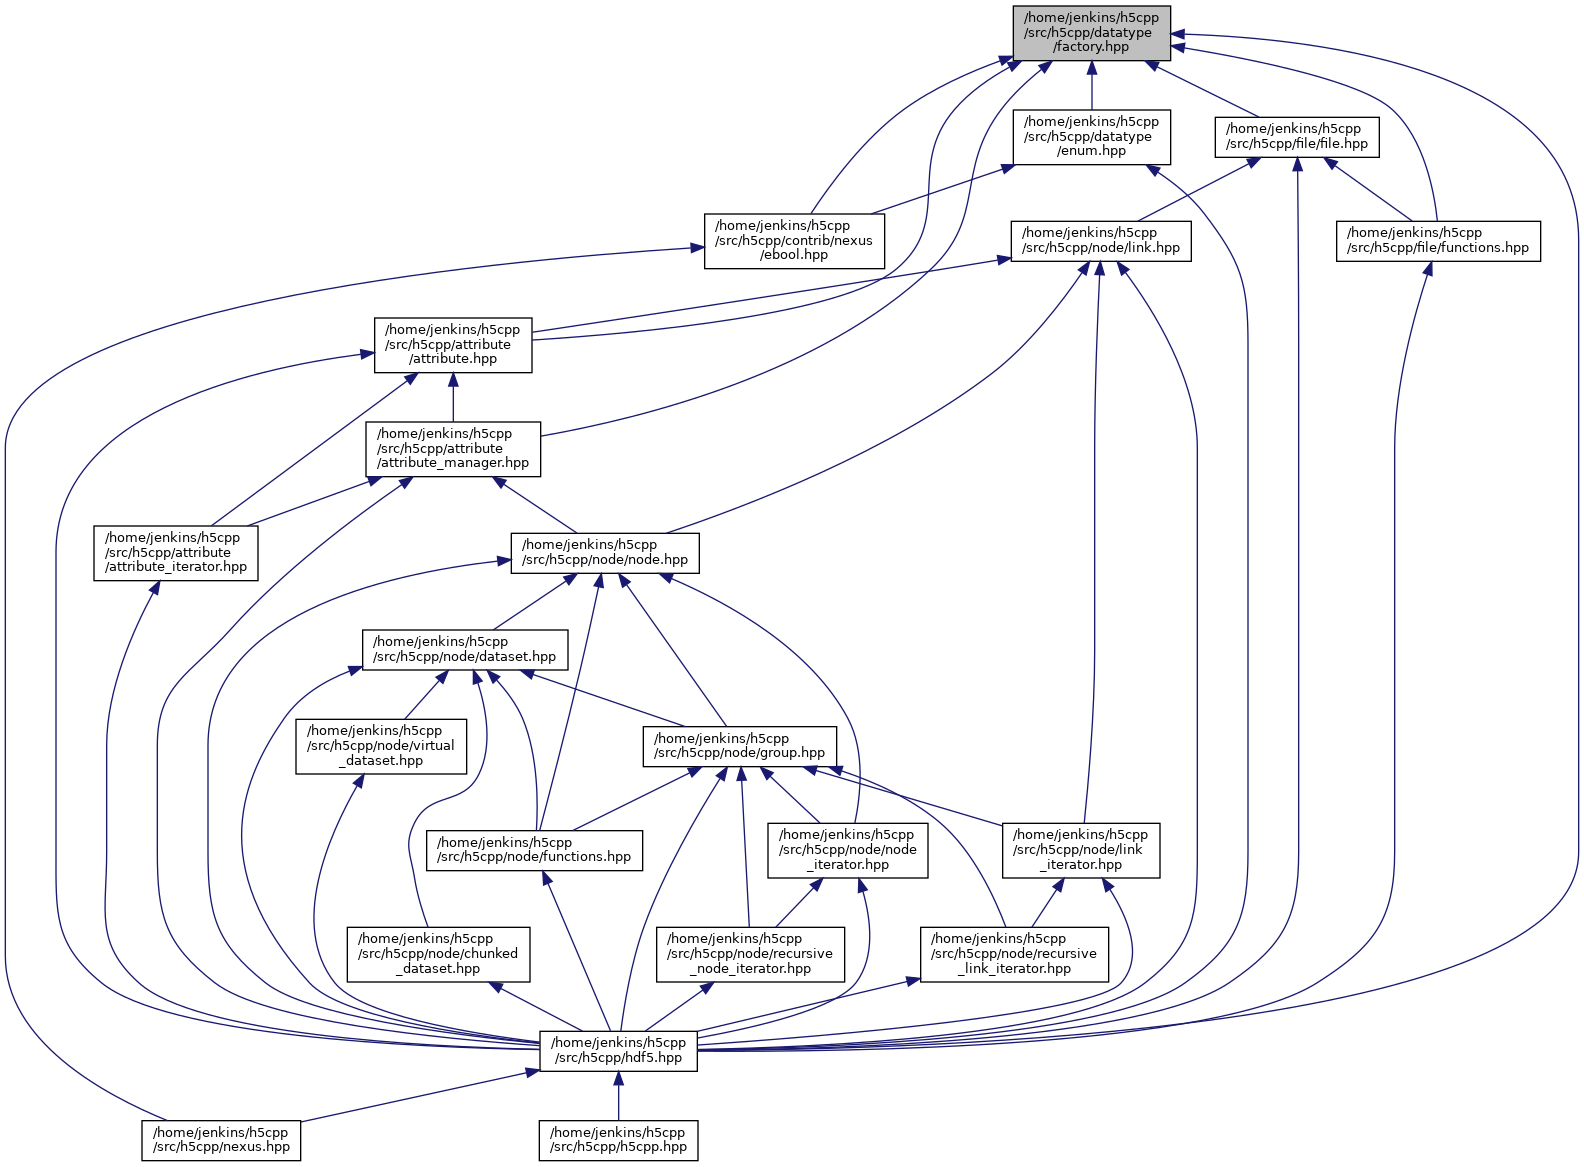 /home/jenkins/h5cpp
/src/h5cpp/datatype
/factory.hpp
/home/jenkins/h5cpp
/src/h5cpp/datatype
/enum.hpp
/home/jenkins/h5cpp
/src/h5cpp/file/file.hpp
/home/jenkins/h5cpp
/src/h5cpp/contrib/nexus
/ebool.hpp
/home/jenkins/h5cpp
/src/h5cpp/node/link.hpp
/home/jenkins/h5cpp
/src/h5cpp/file/functions.hpp
/home/jenkins/h5cpp
/src/h5cpp/attribute
/attribute.hpp
/home/jenkins/h5cpp
/src/h5cpp/attribute
/attribute_manager.hpp
/home/jenkins/h5cpp
/src/h5cpp/attribute
/attribute_iterator.hpp
/home/jenkins/h5cpp
/src/h5cpp/node/node.hpp
/home/jenkins/h5cpp
/src/h5cpp/node/dataset.hpp
/home/jenkins/h5cpp
/src/h5cpp/node/virtual
_dataset.hpp
/home/jenkins/h5cpp
/src/h5cpp/node/group.hpp
/home/jenkins/h5cpp
/src/h5cpp/node/functions.hpp
/home/jenkins/h5cpp
/src/h5cpp/node/node
_iterator.hpp
/home/jenkins/h5cpp
/src/h5cpp/node/link
_iterator.hpp
/home/jenkins/h5cpp
/src/h5cpp/node/chunked
_dataset.hpp
/home/jenkins/h5cpp
/src/h5cpp/node/recursive
_node_iterator.hpp
/home/jenkins/h5cpp
/src/h5cpp/node/recursive
_link_iterator.hpp
/home/jenkins/h5cpp
/src/h5cpp/hdf5.hpp
/home/jenkins/h5cpp
/src/h5cpp/nexus.hpp
/home/jenkins/h5cpp
/src/h5cpp/h5cpp.hpp